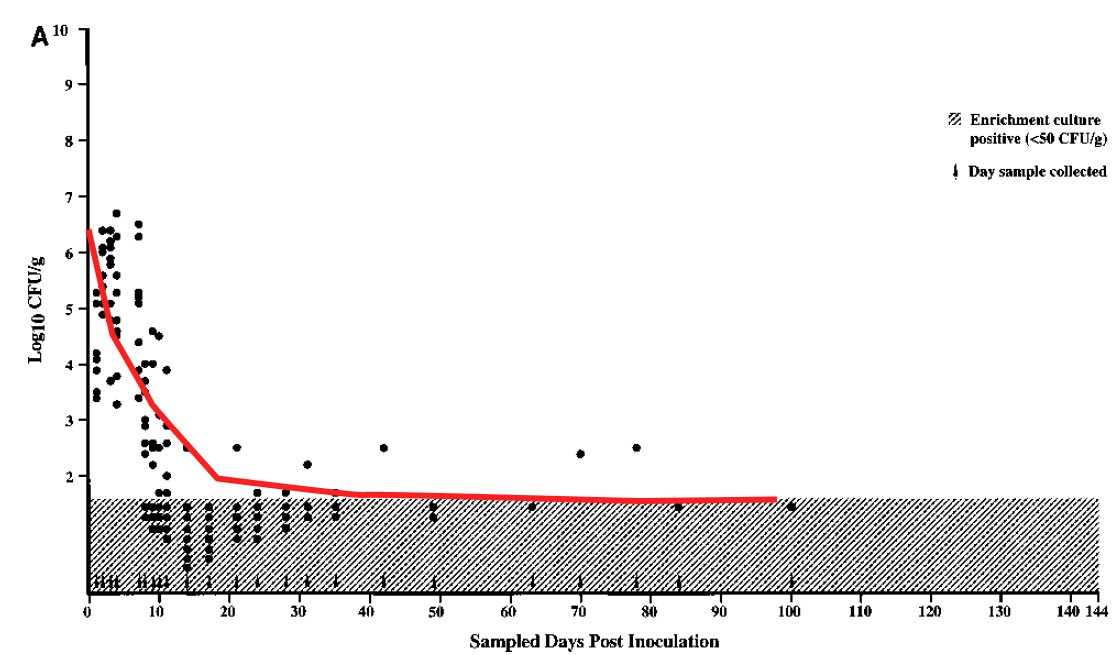 A
10
9
8
7
6
5
4
3
2
Log10 CFU/g
Enrichment culture
positive (<50 CFU/g)
Day sample collected
0 10 20 30 40 50 60 70 80 90 100 110 120 130 140 144
Sampled Days Post Inoculation